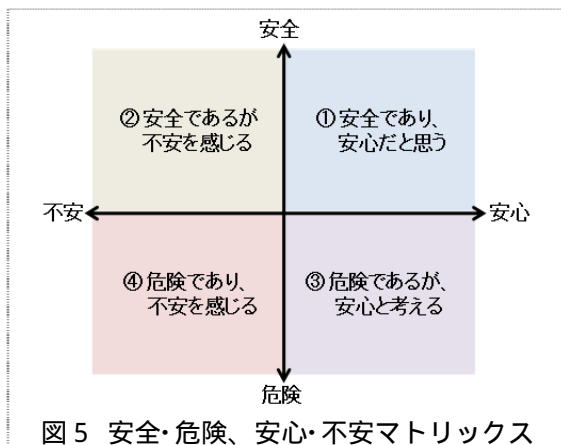 安全
②安全であるが
不安を感じる
①安全であり、
安心だと思う
不安
安心
④危険であり、
不安を感じる
③危険であるが、
安心と考える
危険
図5 安全・危険、安心・不安マトリックス